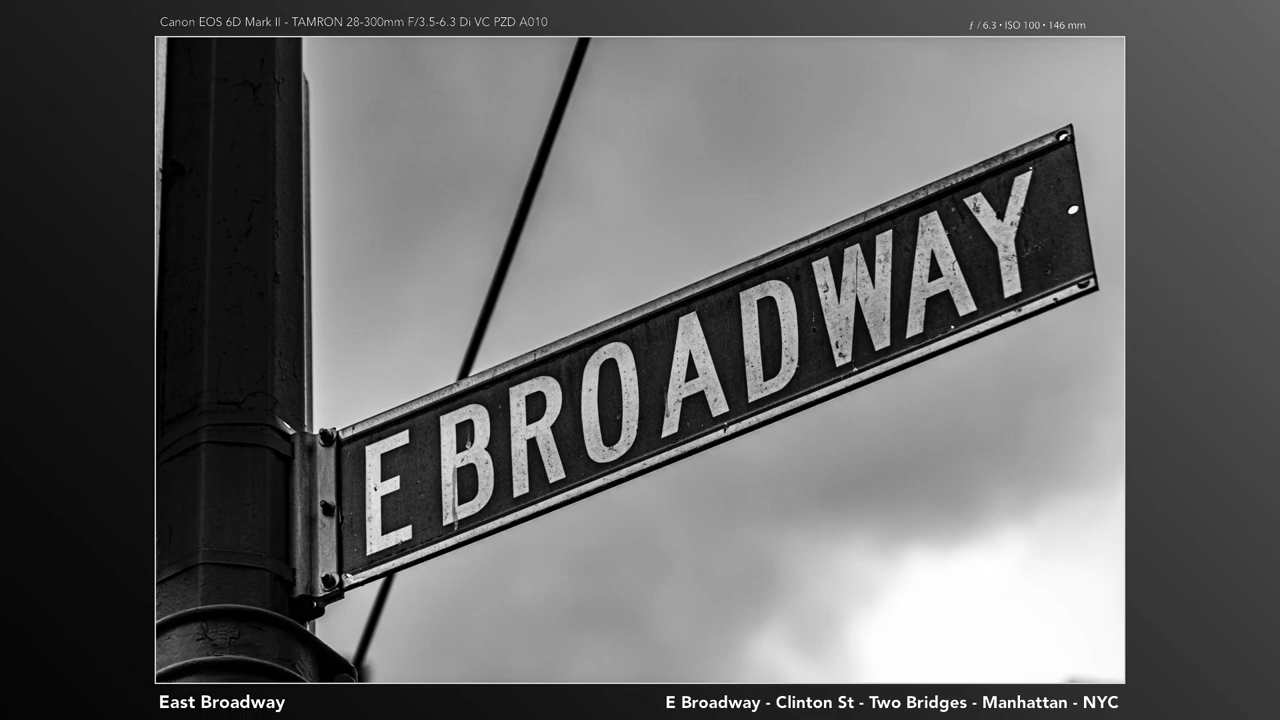 Canon EOS 6D Mark II - TAMRON 28-300mm F/3.5-6.3 Di VC PZD A010
ƒ / 6.3 • ISO 100 • 146 mm
E BROADWAY
East Broadway
E Broadway - Clinton St - Two Bridges - Manhattan - NYC